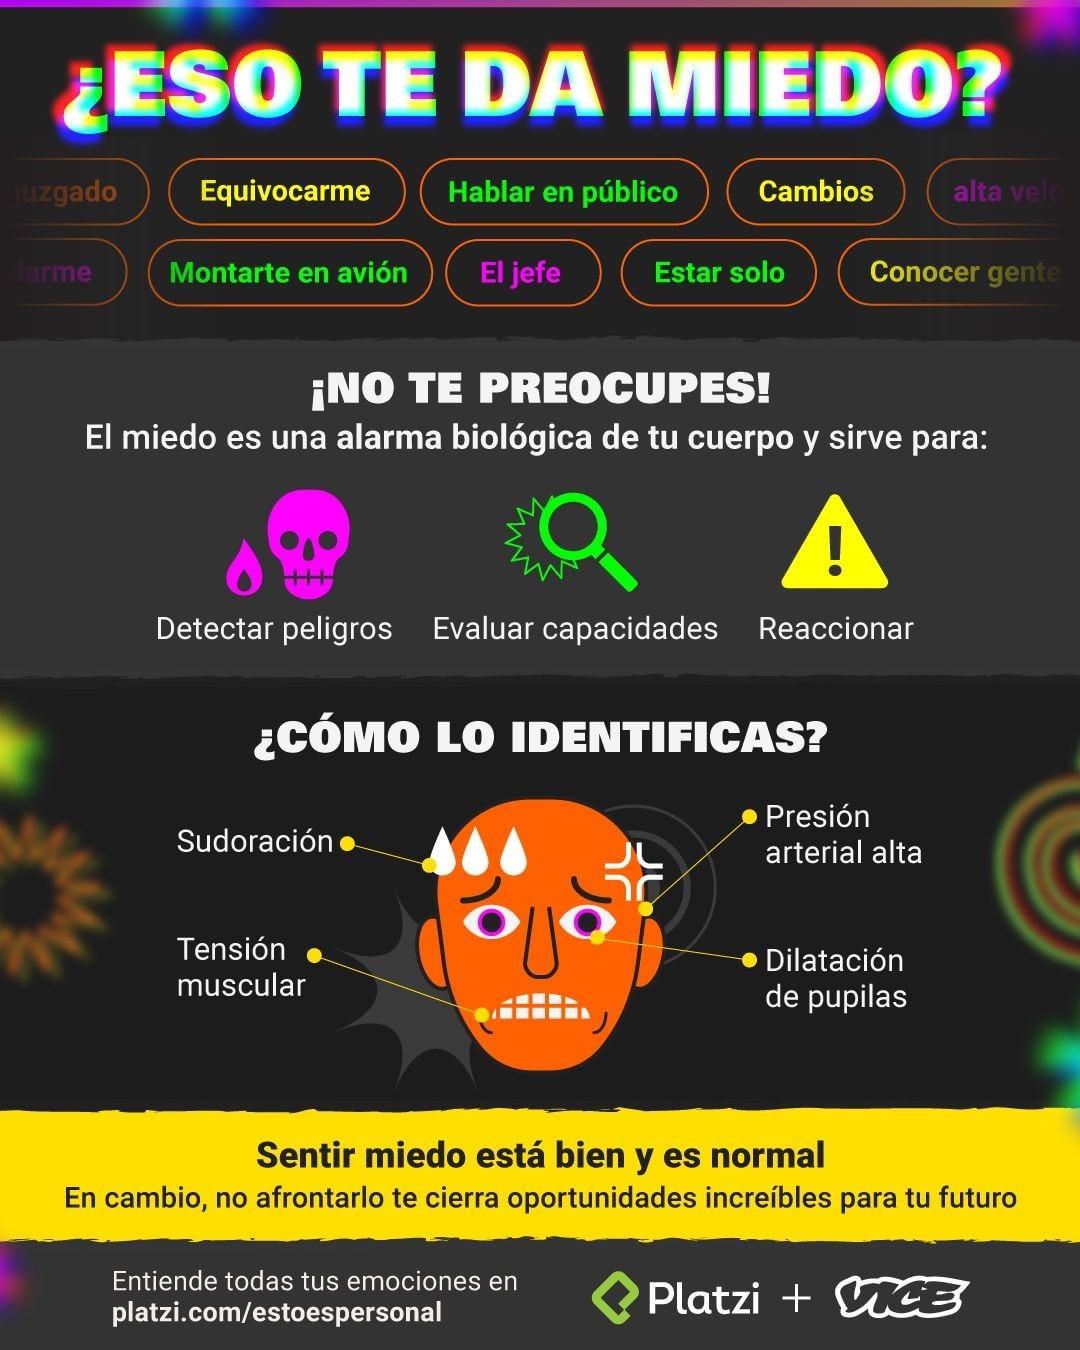 ¿ESO TE DA MIEDO?
juzgado Equivocarme Hablar en público Cambios alta velo
darme Montarte en avión El jefe Estar solo Conocer gente
¡NO TE PREOCUPES!
El miedo es una alarma biológica de tu cuerpo y sirve para:
Detectar peligros Evaluar capacidades Reaccionar
¿CÓMO LO IDENTIFICAS?
Sudoración
Presión
arterial alta
Tensión
muscular
Dilatación
de pupilas
Sentir miedo está bien y es normal
En cambio, no afrontarlo te cierra oportunidades increíbles para tu futuro
Entiende todas tus emociones en
platzi.com/estoespersonal
Platzi + VICE